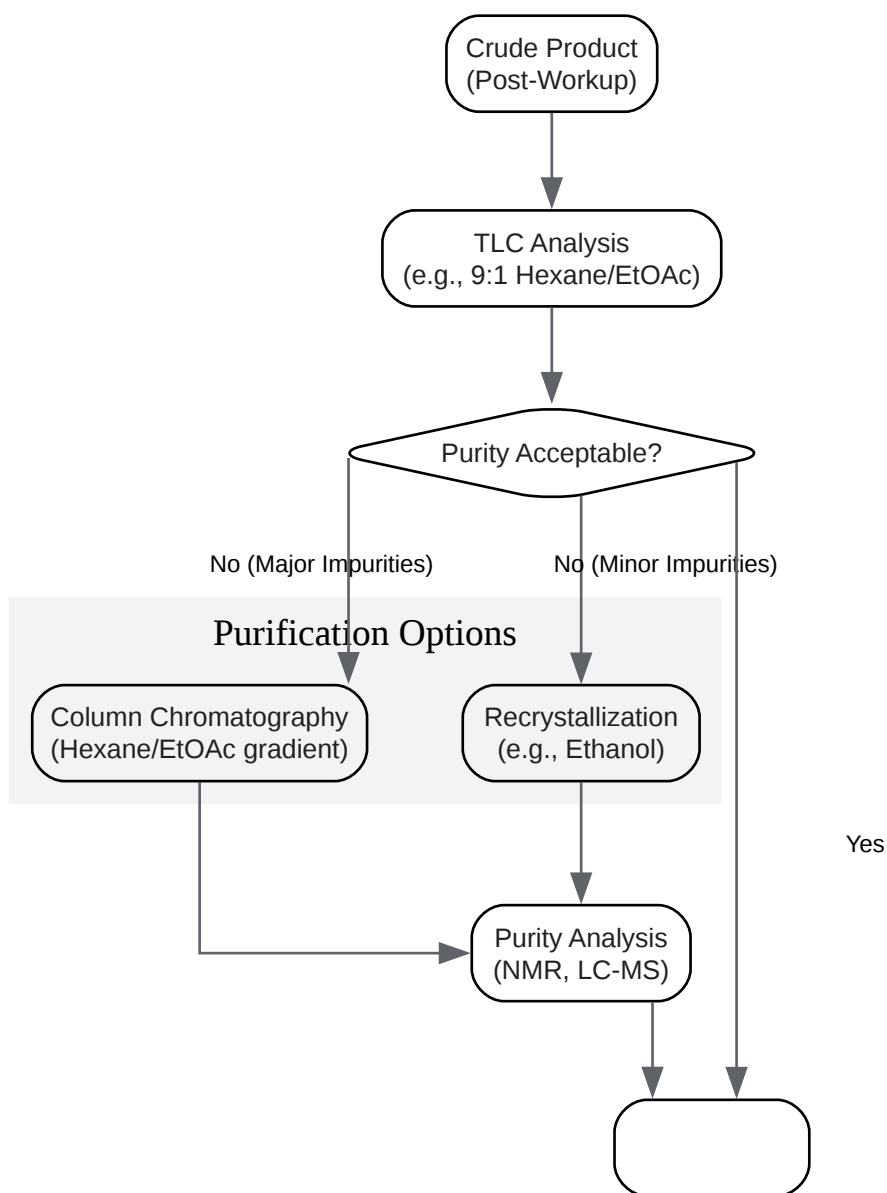 Crude Product
(Post-Workup)
TLC Analysis
(e.g., 9:1 Hexane/EtOAc)
Purity Acceptable?
No (Major Impurities)
No (Minor Impurities)
Purification Options
Column Chromatography
(Hexane/EtOAc gradient)
Recrystallization
(e.g., Ethanol)
Yes
Purity Analysis
(NMR, LC-MS)